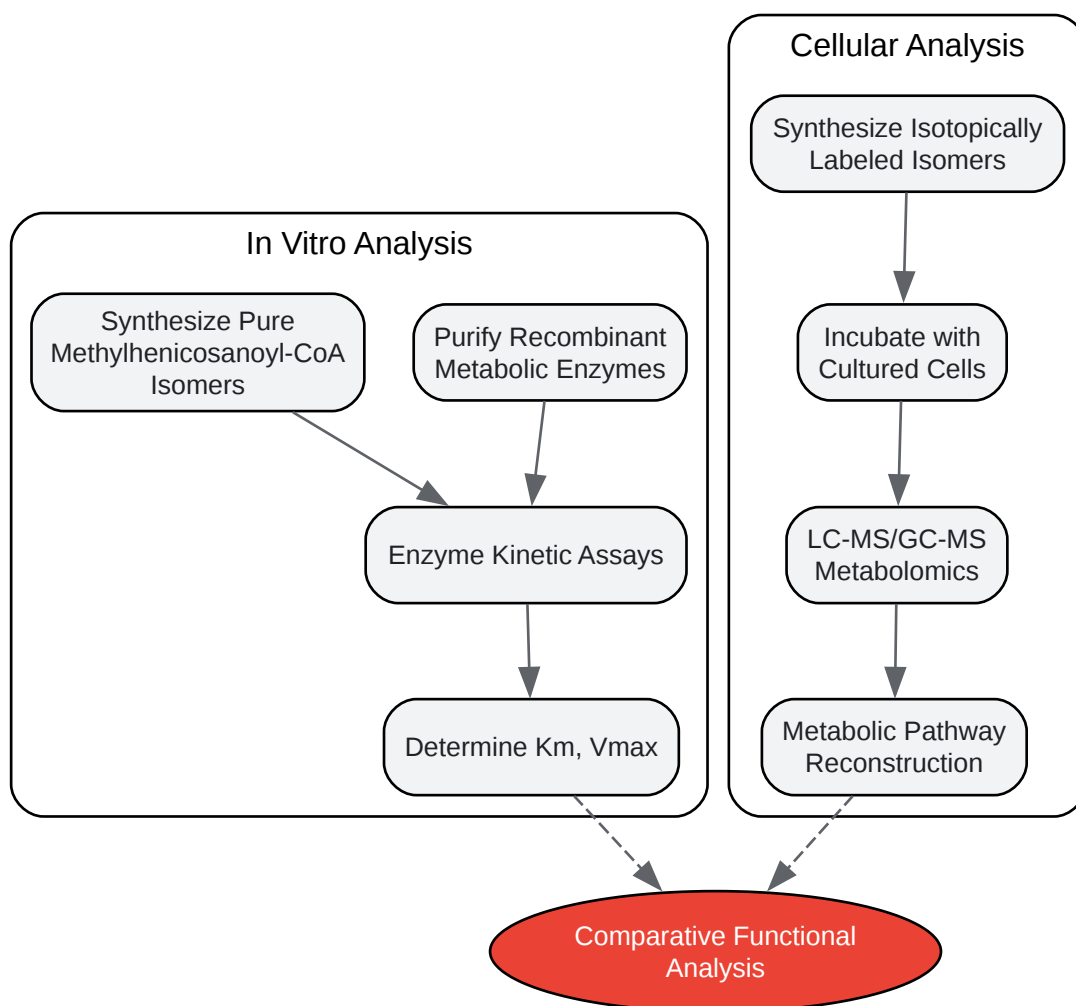 In Vitro Analysis
Synthesize Pure
Methylhenicosanoyl-CoA
Isomers
Purify Recombinant
Metabolic Enzymes
Enzyme Kinetic Assays
Determine Km, Vmax
Cellular Analysis
Synthesize Isotopically
Labeled Isomers
Incubate with
Cultured Cells
LC-MS/GC-MS
Metabolomics
Metabolic Pathway
Reconstruction
Comparative Functional
Analysis